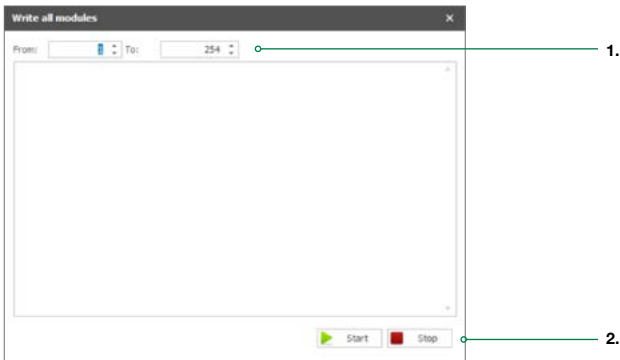 Write all modules ×
From: 1 To: 254 1.
Start Stop 2.